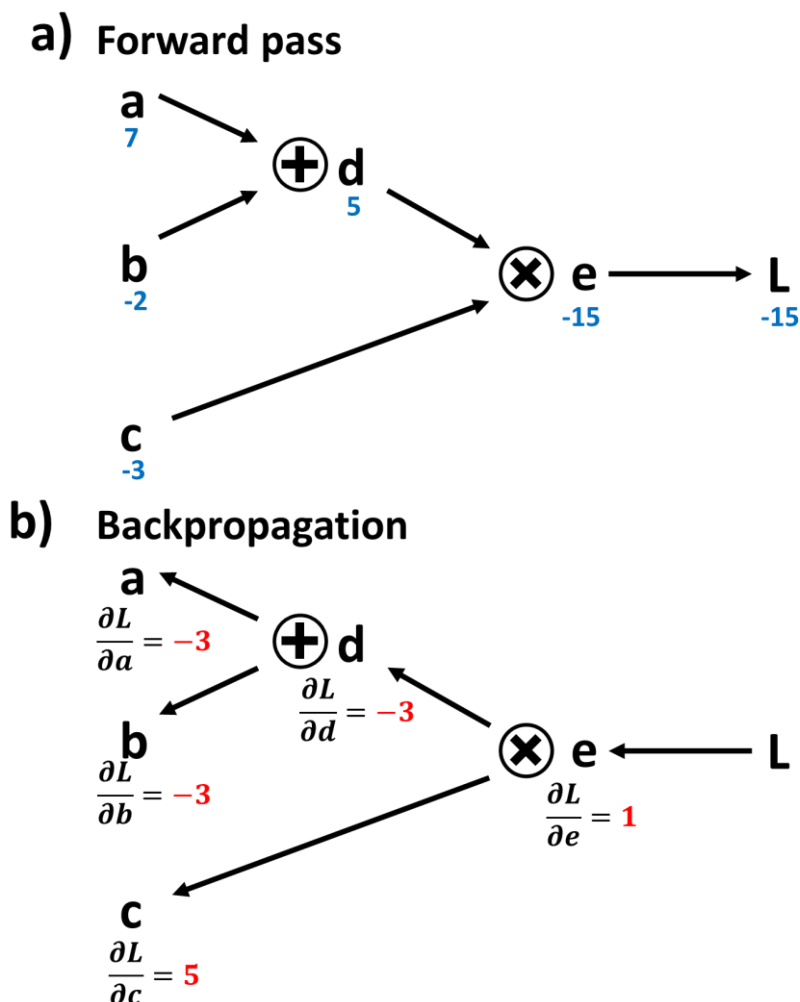 a) Forward pass
a
7
+ d
5
b
-2
× e
-15
L
-15
c
-3
b) Backpropagation
a
∂L/∂a = −3
+ d
∂L/∂d = −3
b
∂L/∂b = −3
× e
∂L/∂e = 1
L
c
∂L/∂c = 5